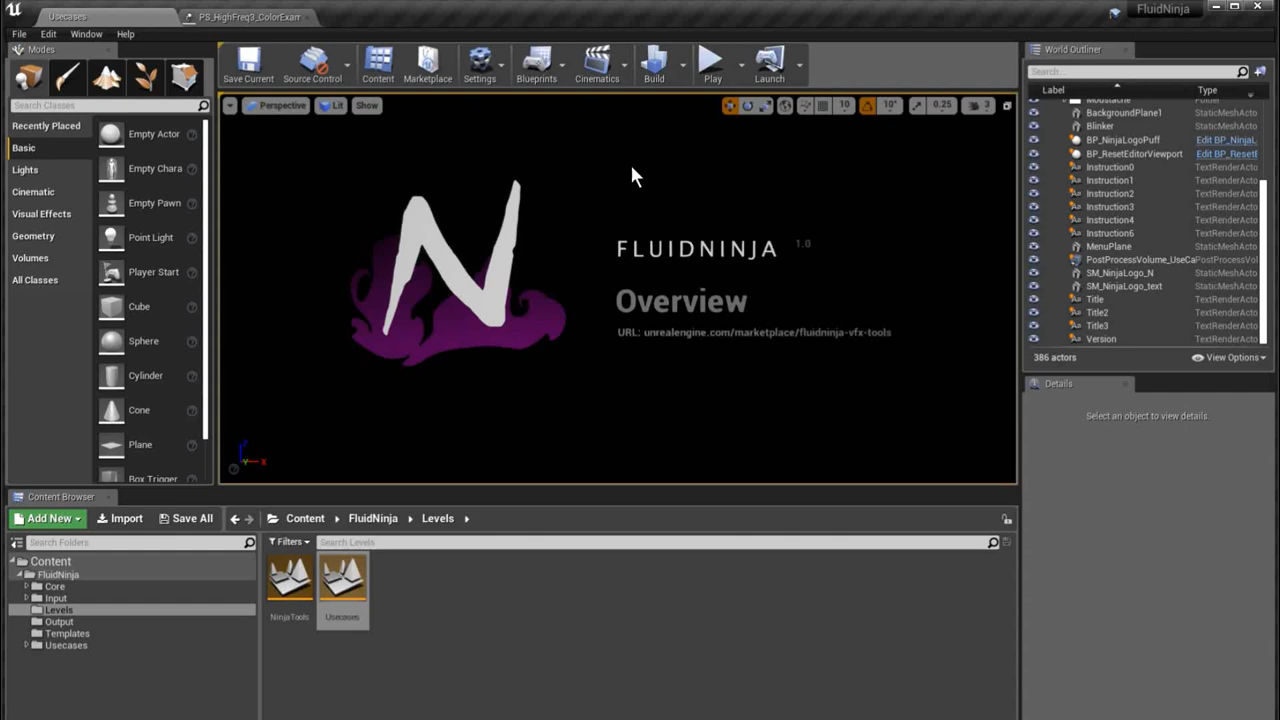 Usecases
PS_HighFreq3_ColorExam
FluidNinja
File Edit Window Help
Modes
World Outliner
Save Current
Source Control
Content
Marketplace
Settings
Blueprints
Cinematics
Build
Play
Launch
Search Classes
Recently Placed
Basic
Lights
Cinematic
Visual Effects
Geometry
Volumes
All Classes
Empty Actor
Empty Chara
Empty Pawn
Point Light
Player Start
Cube
Sphere
Cylinder
Cone
Plane
Box Trigger
Perspective
Lit
Show
10
10°
0.25
3
N
FLUIDNINJA 1.0
Overview
URL: unrealengine.com/marketplace/fluidninja-vfx-tools
Search...
Label Type
Moustache Folder
BackgroundPlane1 StaticMeshActo
Blinker StaticMeshActo
BP_NinjaLogoPuff Edit BP_NinjaL
BP_ResetEditorViewport Edit BP_ResetE
Instruction0 TextRenderActo
Instruction1 TextRenderActo
Instruction2 TextRenderActo
Instruction3 TextRenderActo
Instruction4 TextRenderActo
Instruction6 TextRenderActo
MenuPlane StaticMeshActo
PostProcessVolume_UseCa PostProcessVol
SM_NinjaLogo_N StaticMeshActo
SM_NinjaLogo_text StaticMeshActo
Title TextRenderActo
Title2 TextRenderActo
Title3 TextRenderActo
Version TextRenderActo
386 actors
View Options
Details
Select an object to view details.
Content Browser
Add New
Import
Save All
Content
FluidNinja
Levels
Search Folders
Filters
Search Levels
Content
FluidNinja
Core
Input
Levels
Output
Templates
Usecases
NinjaTools
Usecases